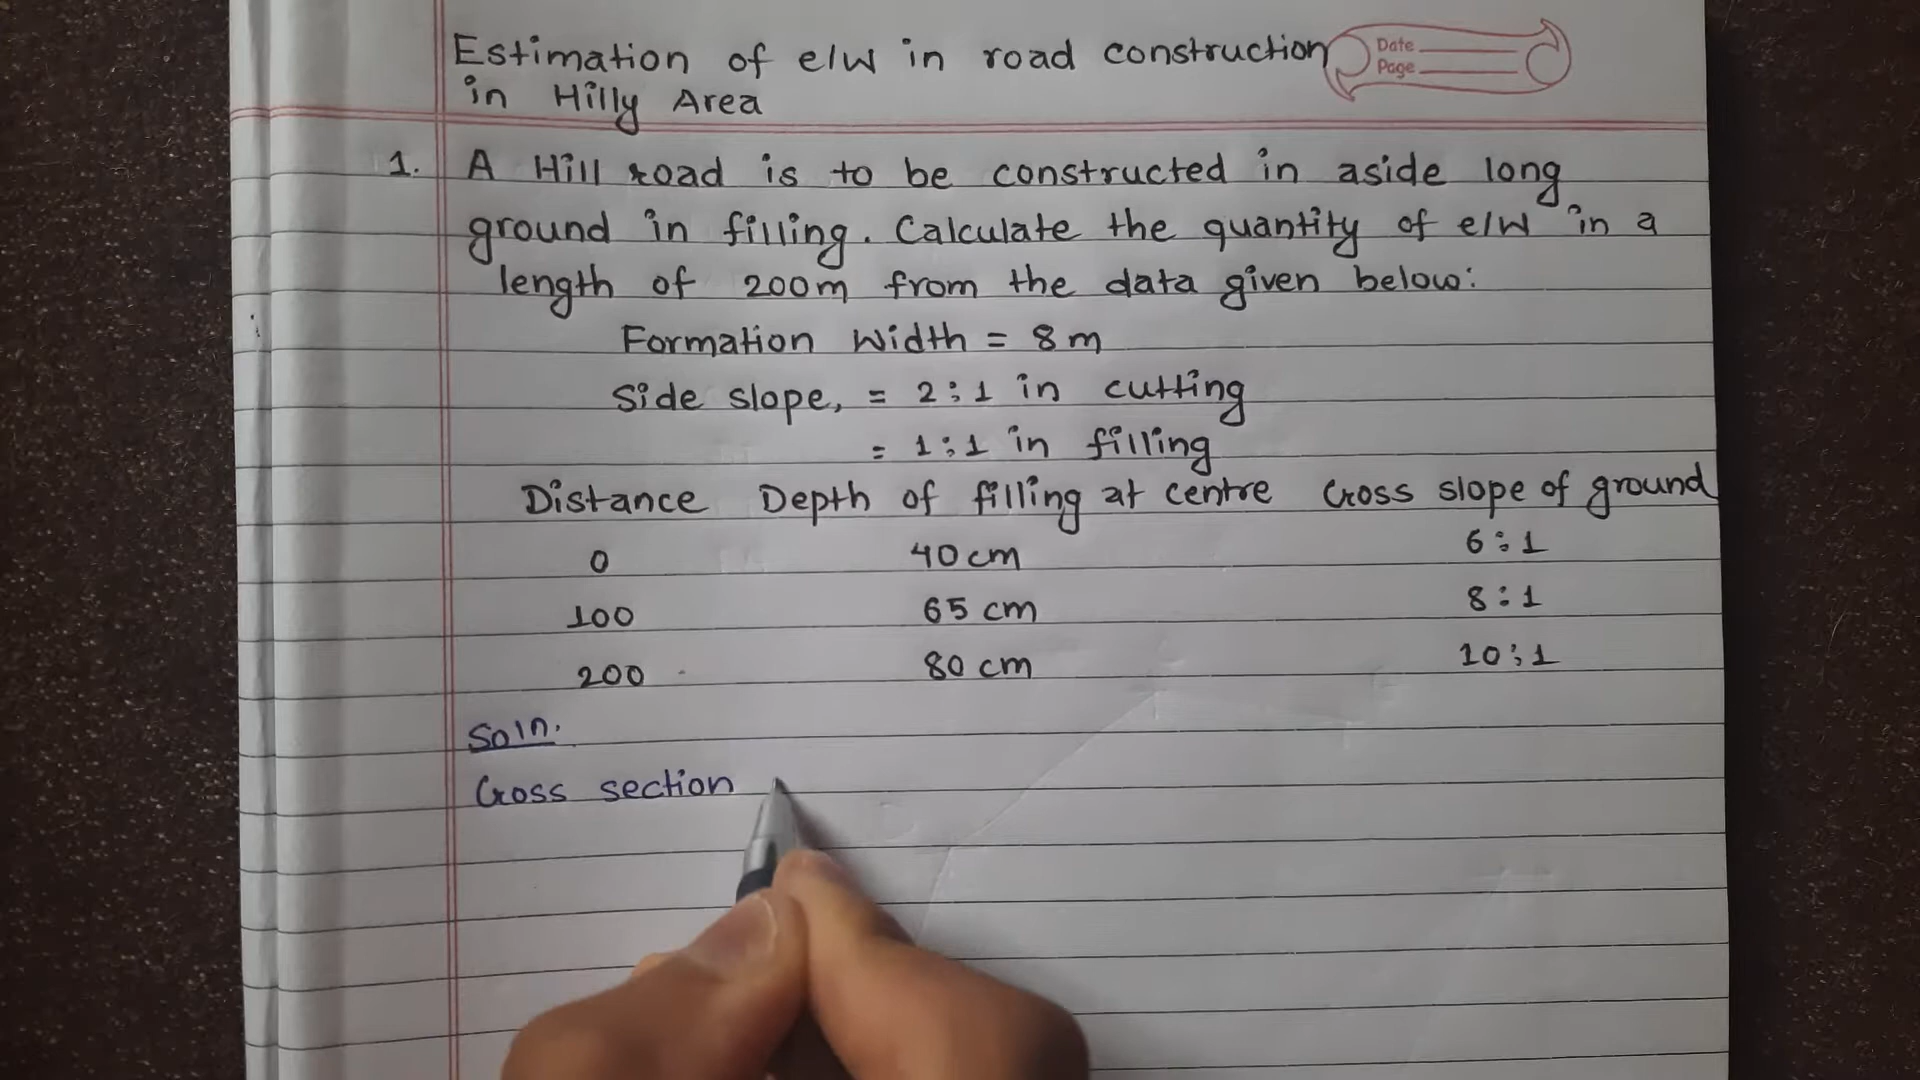 Estimation of e/w in road construction
in Hilly Area
Date
Page
1. A Hill road is to be constructed in aside long
ground in filling. Calculate the quantity of e/w in a
length of 200m from the data given below:
Formation Width = 8m
Side slope, = 2:1 in cutting
= 1:1 in filling
Distance Depth of filling at centre Cross slope of ground
0 40 cm 6:1
100 65 cm 8:1
200 80 cm 10:1
Soln.
Cross section